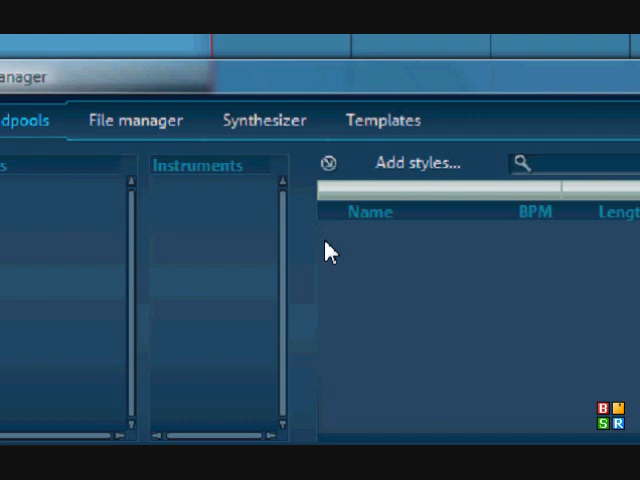 anager
dpools File manager Synthesizer Templates
s Instruments Add styles...
Name BPM Lengt
B
S R